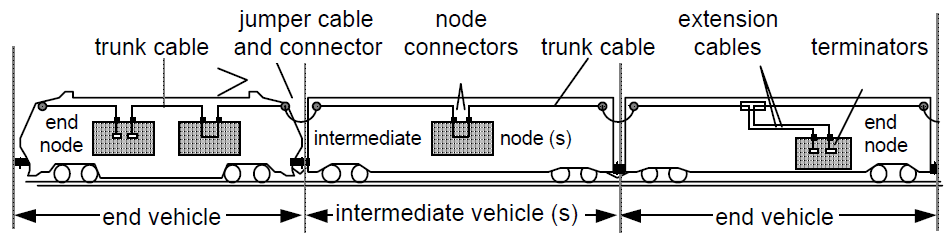 trunk cable
jumper cable
and connector
node
connectors
trunk cable
extension
cables
terminators
end
node
intermediate
node (s)
end
node
end vehicle
intermediate vehicle (s)
end vehicle